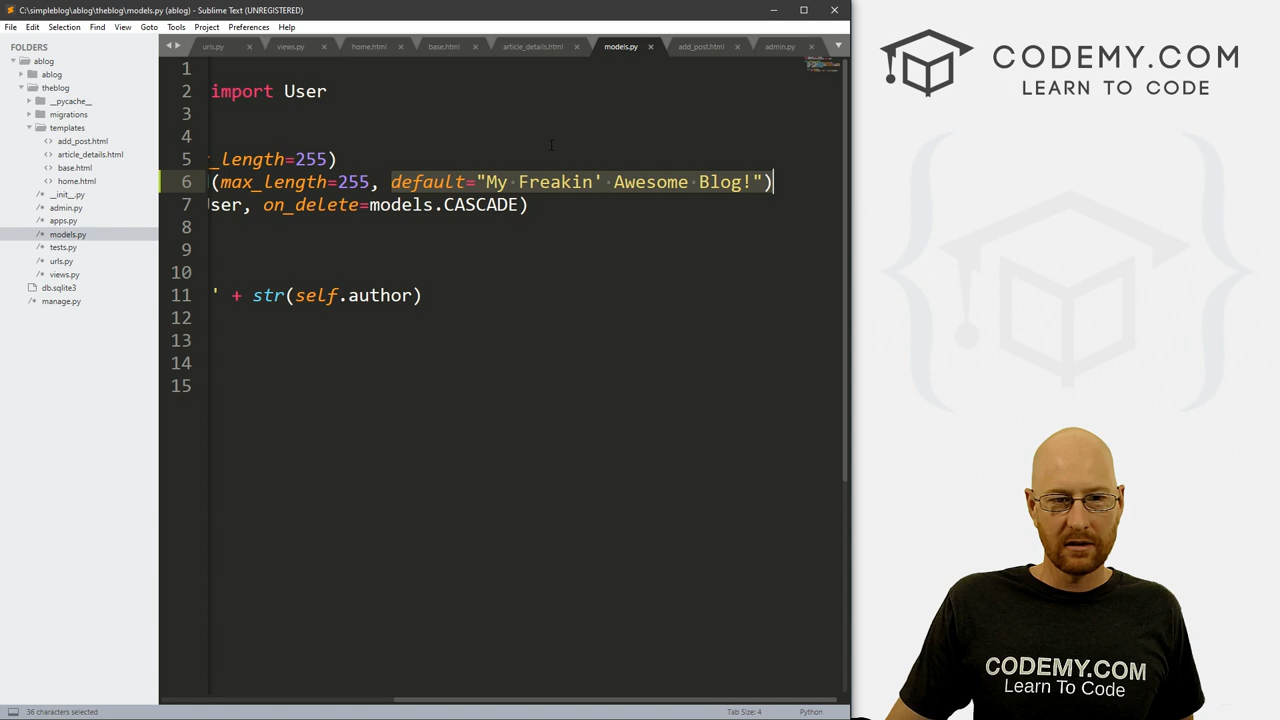 C:\simpleblog\ablog\theblog\models.py (ablog) - Sublime Text (UNREGISTERED)
File Edit Selection Find View Goto Tools Project Preferences Help
FOLDERS
ablog
ablog
theblog
__pycache__
migrations
templates
add_post.html
article_details.html
base.html
home.html
__init__.py
admin.py
apps.py
models.py
tests.py
urls.py
views.py
db.sqlite3
manage.py
urls.py views.py home.html base.html article_details.html models.py add_post.html admin.py
1
2 import User
3
4
5 _length=255)
6 (max_length=255, default="My Freakin' Awesome Blog!")
7 ser, on_delete=models.CASCADE)
8
9
10
11 ' + str(self.author)
12
13
14
15
36 characters selected
Tab Size: 4
Python
CODEMY.COM
LEARN TO CODE
CODEMY.COM
Learn To Code